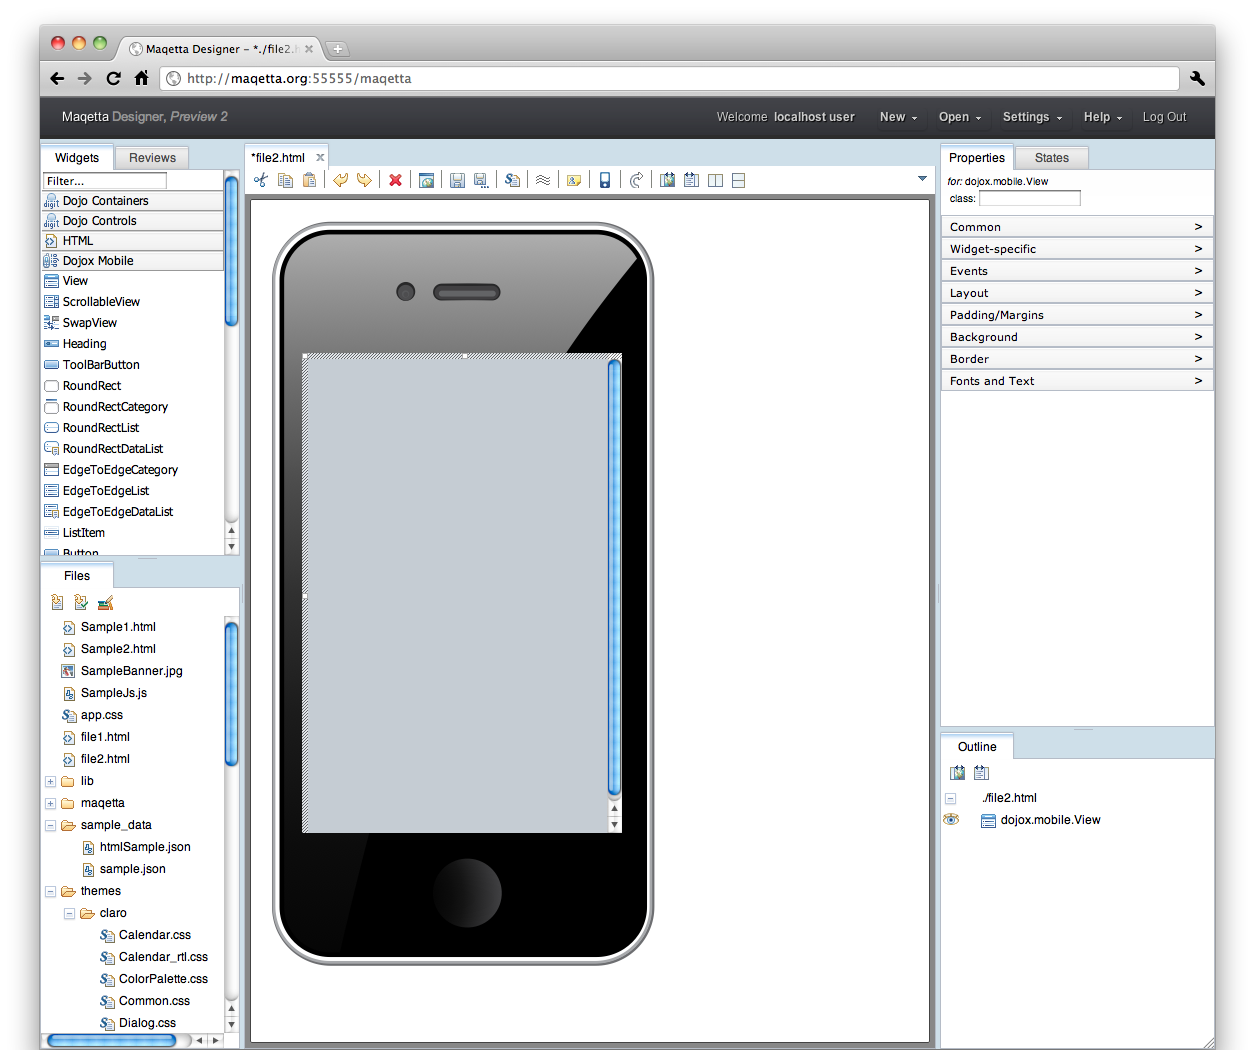 Maqetta Designer – *./file2.h
http://maqetta.org:55555/maqetta
Maqetta Designer, Preview 2
Welcome localhost user
New
Open
Settings
Help
Log Out
Widgets
Reviews
Filter...
Dojo Containers
Dojo Controls
HTML
Dojox Mobile
View
ScrollableView
SwapView
Heading
ToolBarButton
RoundRect
RoundRectCategory
RoundRectList
RoundRectDataList
EdgeToEdgeCategory
EdgeToEdgeList
EdgeToEdgeDataList
ListItem
Button
Files
Sample1.html
Sample2.html
SampleBanner.jpg
SampleJs.js
app.css
file1.html
file2.html
lib
maqetta
sample_data
htmlSample.json
sample.json
themes
claro
Calendar.css
Calendar_rtl.css
ColorPalette.css
Common.css
Dialog.css
*file2.html
Properties
States
for: dojox.mobile.View
class:
Common >
Widget-specific >
Events >
Layout >
Padding/Margins >
Background >
Border >
Fonts and Text >
Outline
./file2.html
dojox.mobile.View